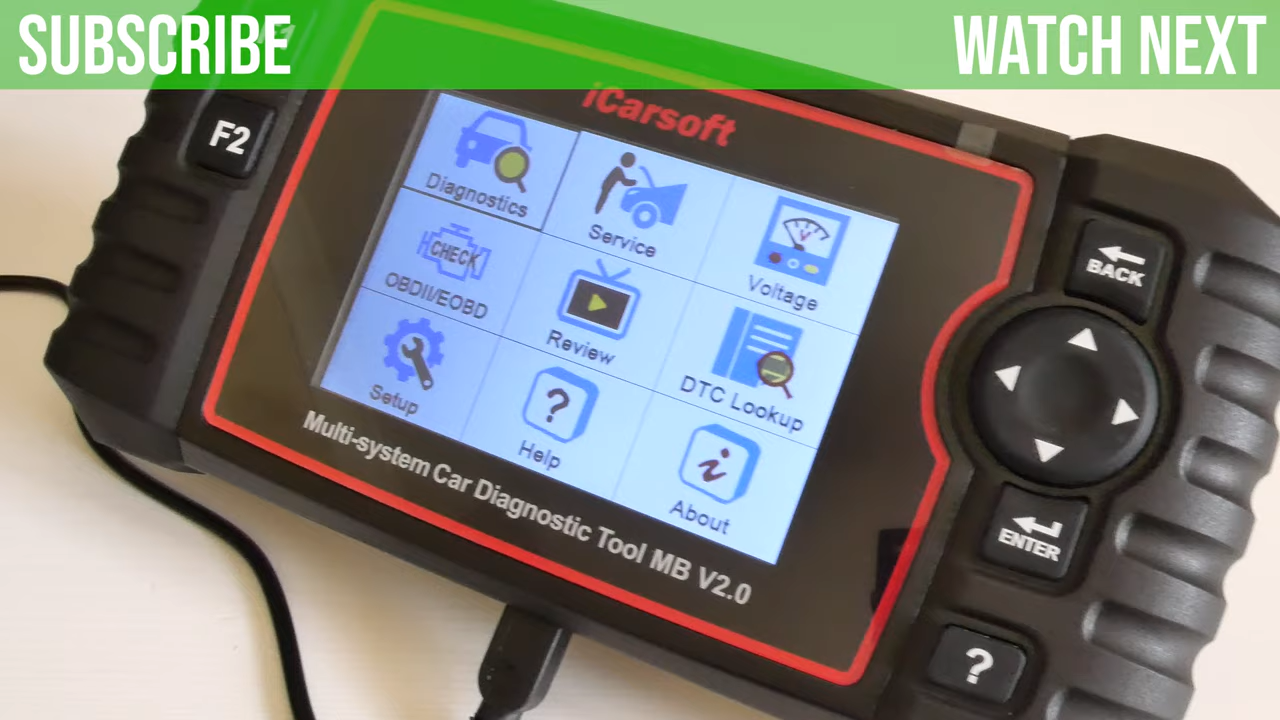 SUBSCRIBE
WATCH NEXT
F2
iCarsoft
Diagnostics
Service
Voltage
CHECK
OBDII/EOBD
Review
DTC Lookup
Setup
?
Help
i
About
Multi-system Car Diagnostic Tool MB V2.0
BACK
ENTER
?